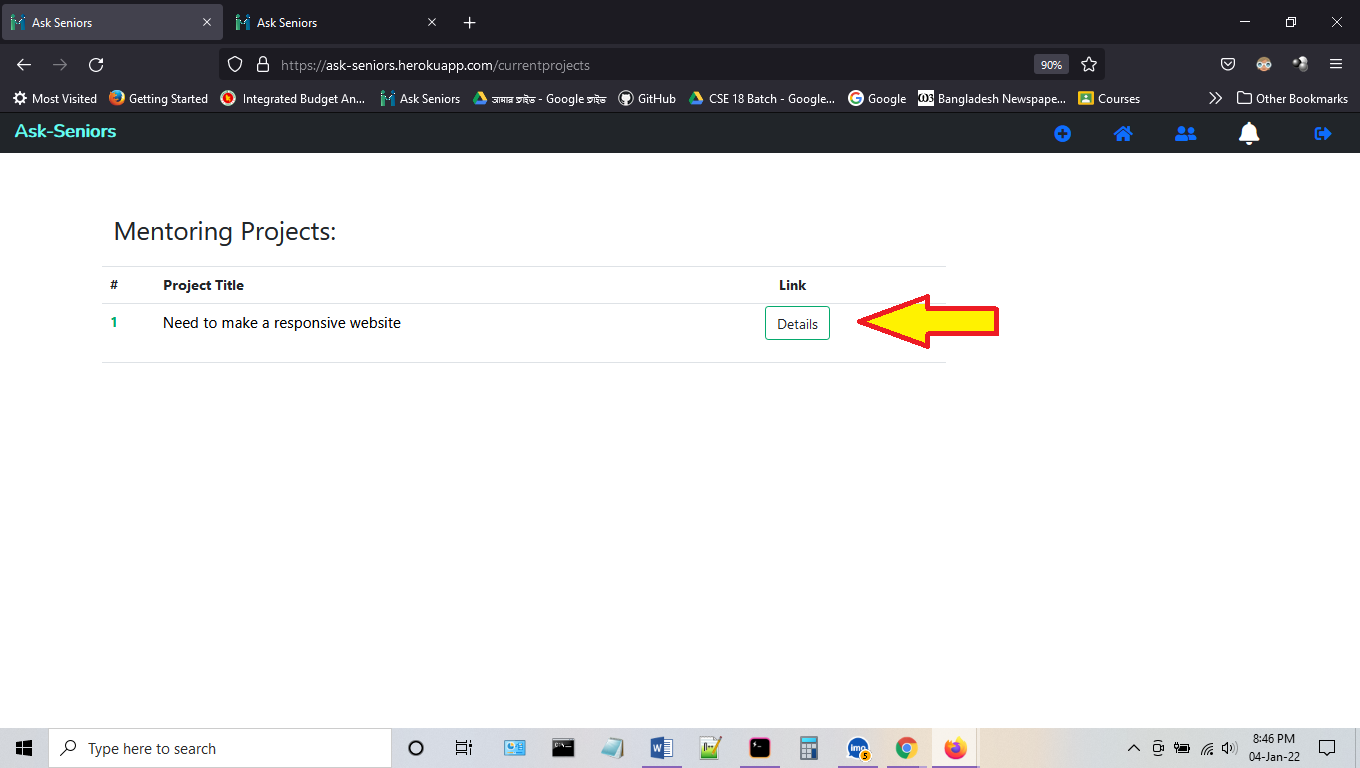 Ask Seniors
Ask Seniors
https://ask-seniors.herokuapp.com/currentprojects
90%
Most Visited
Getting Started
Integrated Budget An...
Ask Seniors
আমার ড্রাইভ - Google ড্রাইভ
GitHub
CSE 18 Batch - Google...
Google
Bangladesh Newspape...
Courses
Other Bookmarks
Ask-Seniors
Mentoring Projects:
# Project Title Link
1 Need to make a responsive website Details
Type here to search
8:46 PM
04-Jan-22